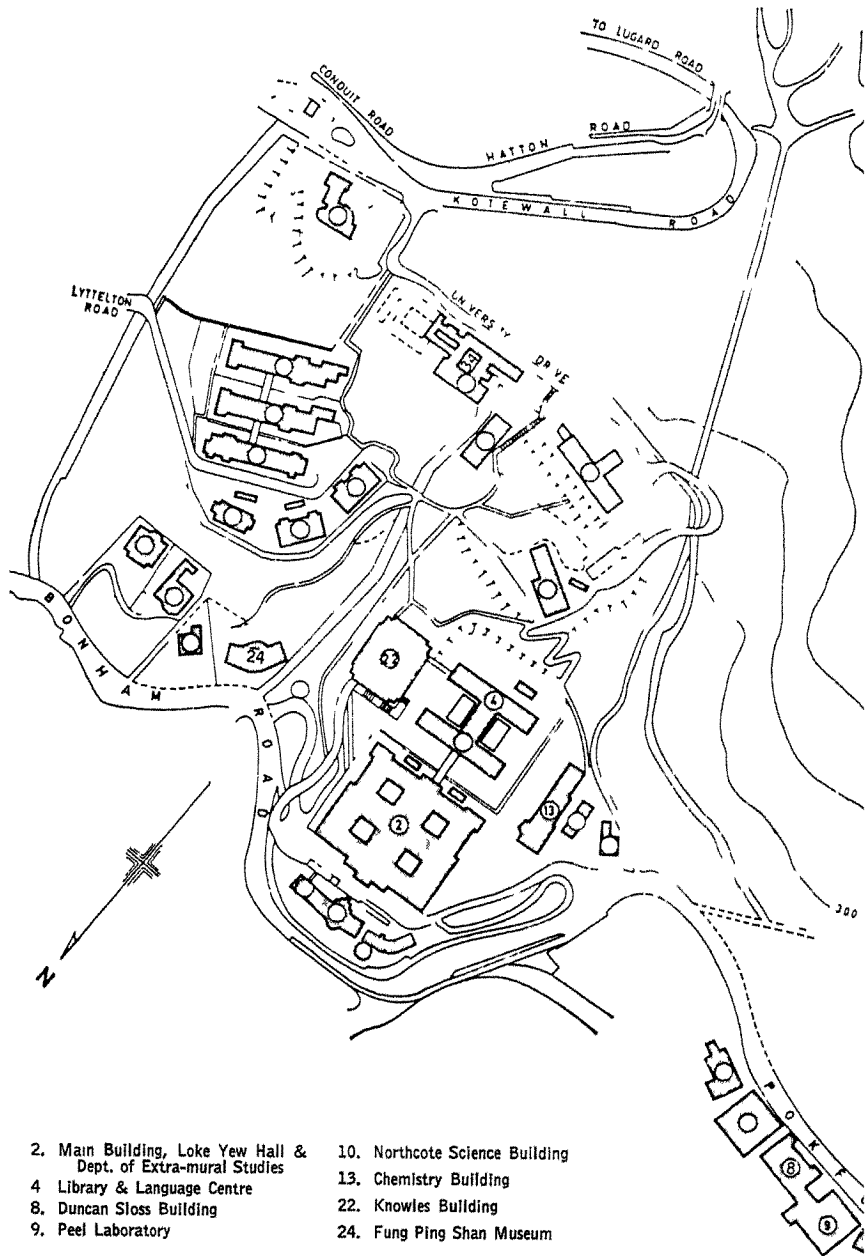 TO LUGARD ROAD
CONDUIT ROAD
HATTON ROAD
KOTEWALL ROAD
LYTTELTON
ROAD
UNIVERSITY DRIVE
BONHAM ROAD
24
4
2
13
N
300
POKF
8
9
2. Main Building, Loke Yew Hall &
Dept. of Extra-mural Studies
4 Library & Language Centre
8. Duncan Sloss Building
9. Peel Laboratory
10. Northcote Science Building
13. Chemistry Building
22. Knowles Building
24. Fung Ping Shan Museum